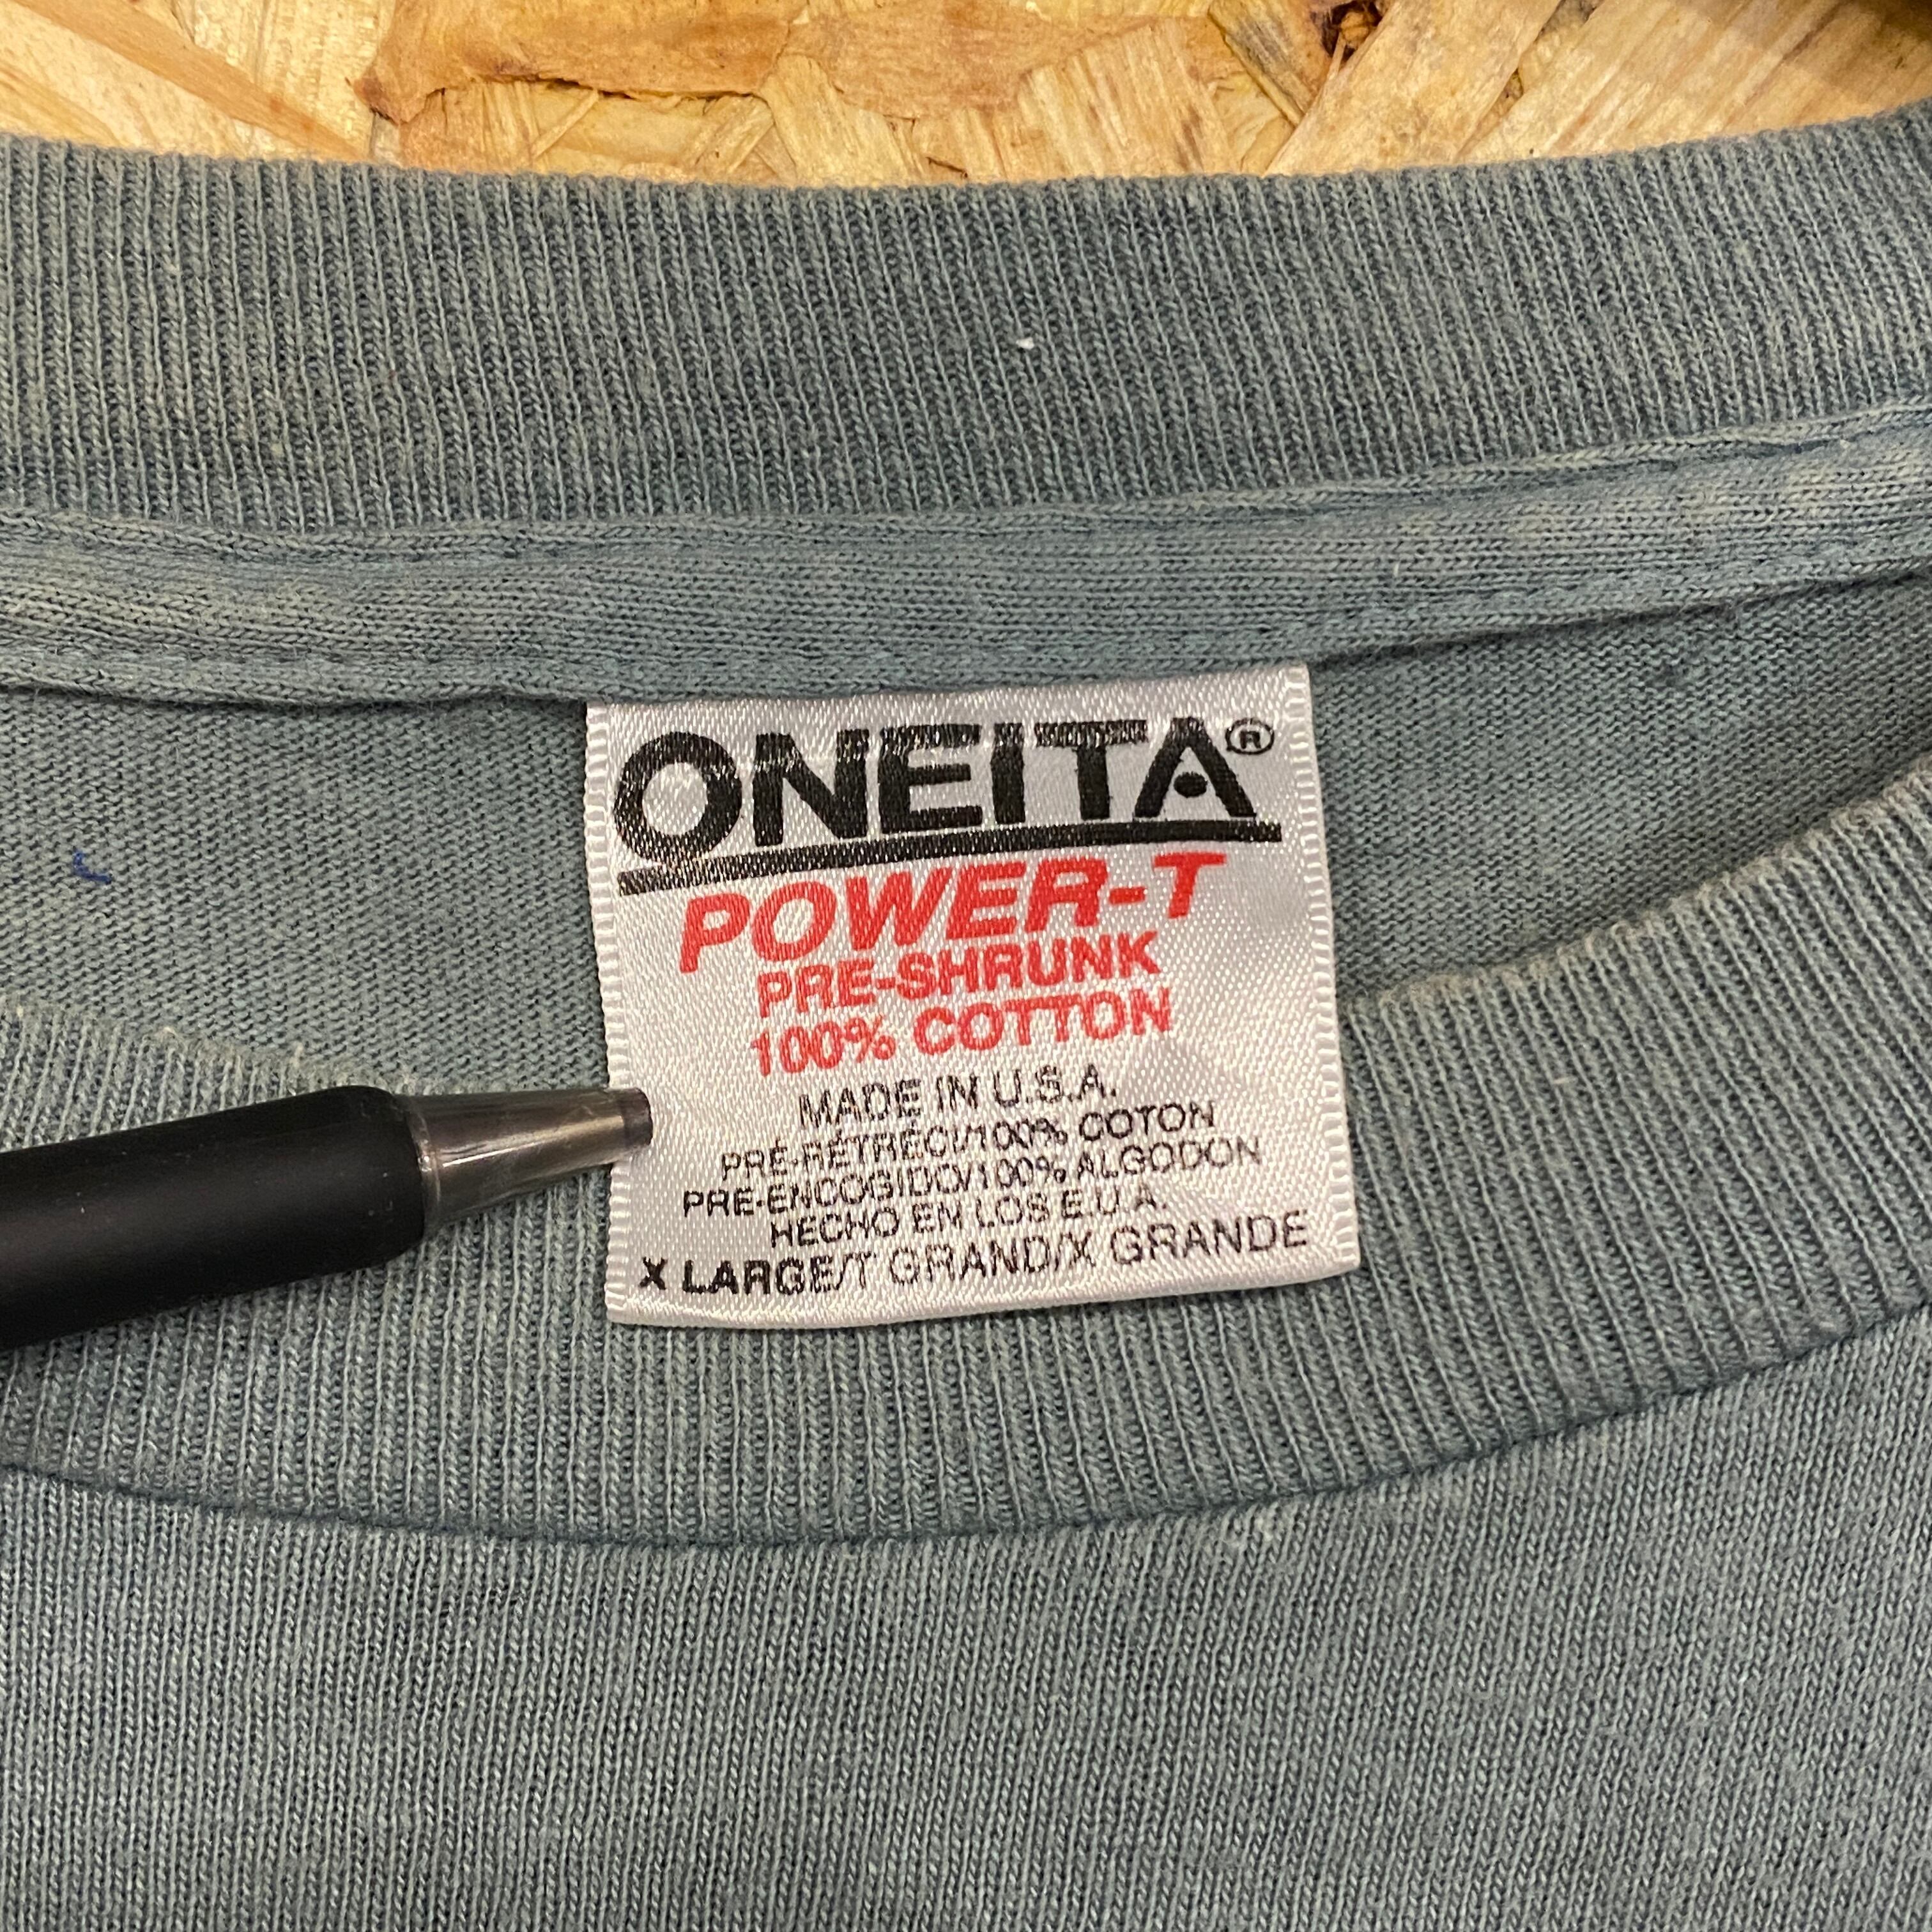 ONEITA®
POWER-T
PRE-SHRUNK
100% COTTON
MADE IN U.S.A.
PRÉ-RÉTRÉCI/100% COTON
PRE-ENCOGIDO/100% ALGODON
HECHO EN LOS E.U.A.
X LARGE/T GRAND/X GRANDE